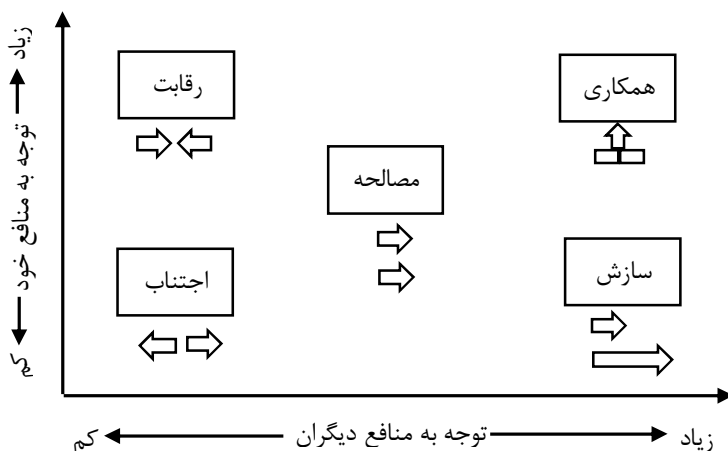 زیاد
توجه به منافع خود
کم
رقابت
همکاری
مصالحه
اجتناب
سازش
زیاد
توجه به منافع دیگران
کم